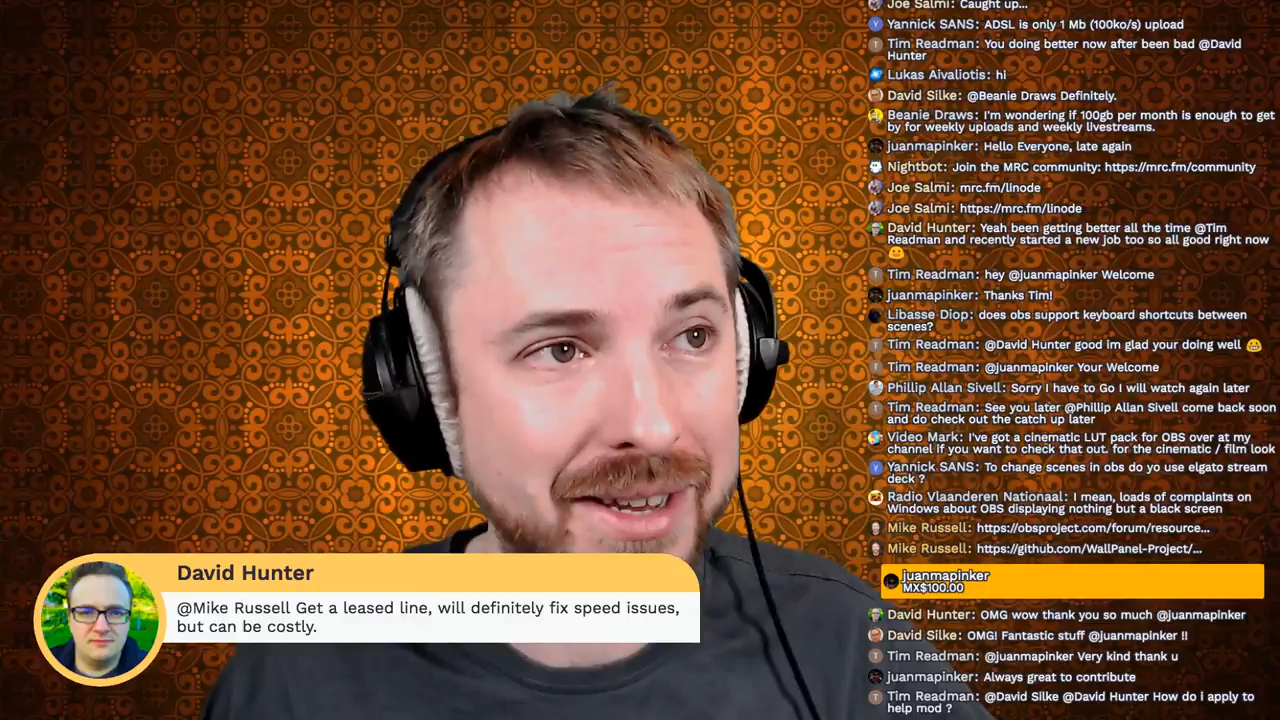 Joe Salmi: Caught up...
Yannick SANS: ADSL is only 1 Mb (100ko/s) upload
Tim Readman: You doing better now after been bad @David
Hunter
Lukas Aivaliotis: hi
David Silke: @Beanie Draws Definitely.
Beanie Draws: I'm wondering if 100gb per month is enough to get
by for weekly uploads and weekly livestreams.
juanmapinker: Hello Everyone, late again
Nightbot: Join the MRC community: https://mrc.fm/community
Joe Salmi: mrc.fm/linode
Joe Salmi: https://mrc.fm/linode
David Hunter: Yeah been getting better all the time @Tim
Readman and recently started a new job too so all good right now
Tim Readman: hey @juanmapinker Welcome
juanmapinker: Thanks Tim!
Libasse Diop: does obs support keyboard shortcuts between
scenes?
Tim Readman: @David Hunter good im glad your doing well
Tim Readman: @juanmapinker Your Welcome
Phillip Allan Sivell: Sorry I have to Go I will watch again later
Tim Readman: See you later @Phillip Allan Sivell come back soon
and do check out the catch up later
Video Mark: I've got a cinematic LUT pack for OBS over at my
channel if you want to check that out. for the cinematic / film look
Yannick SANS: To change scenes in obs do yo use elgato stream
deck ?
Radio Vlaanderen Nationaal: I mean, loads of complaints on
Windows about OBS displaying nothing but a black screen
Mike Russell: https://obsproject.com/forum/resource...
Mike Russell: https://github.com/WallPanel-Project/...
juanmapinker
MX$100.00
David Hunter: OMG wow thank you so much @juanmapinker
David Silke: OMG! Fantastic stuff @juanmapinker !!
Tim Readman: @juanmapinker Very kind thank u
juanmapinker: Always great to contribute
Tim Readman: @David Silke @David Hunter How do i apply to
help mod ?
David Hunter
@Mike Russell Get a leased line, will definitely fix speed issues,
but can be costly.
Y
T
T
T
T
T
Y
T
T